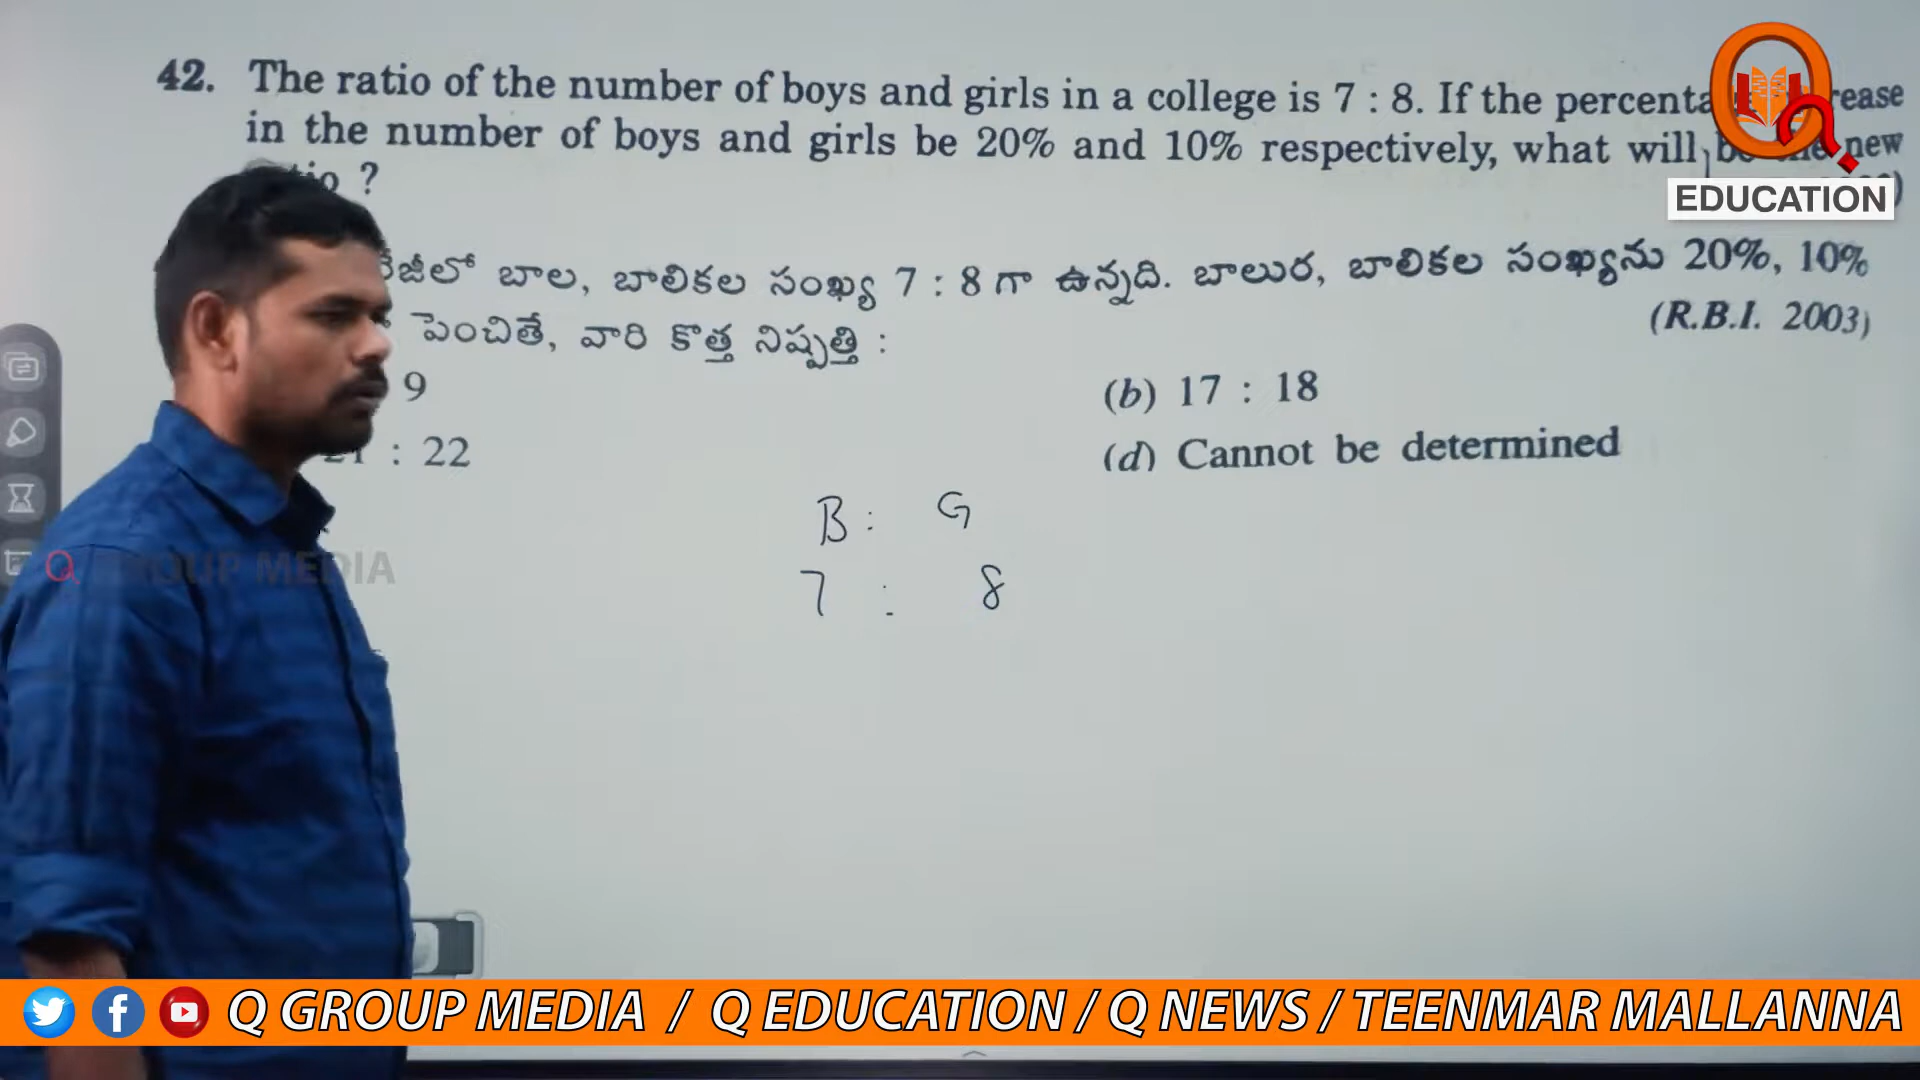 42. The ratio of the number of boys and girls in a college is 7 : 8. If the
in the number of boys and girls be 20% and 10% respectively, what will new
?
EDUCATION
బాల, బాలికల సంఖ్య 7 : 8 గా ఉన్నది. బాలుర, బాలికల సంఖ్యను 20%, 10%
పెంచితే, వారి కొత్త నిష్పత్తి :
(R.B.I. 2003)
9
(b) 17 : 18
: 22
(d) Cannot be determined
B : G
7 : 8
MEDIA
Q GROUP MEDIA / Q EDUCATION / Q NEWS / TEENMAR MALLANNA